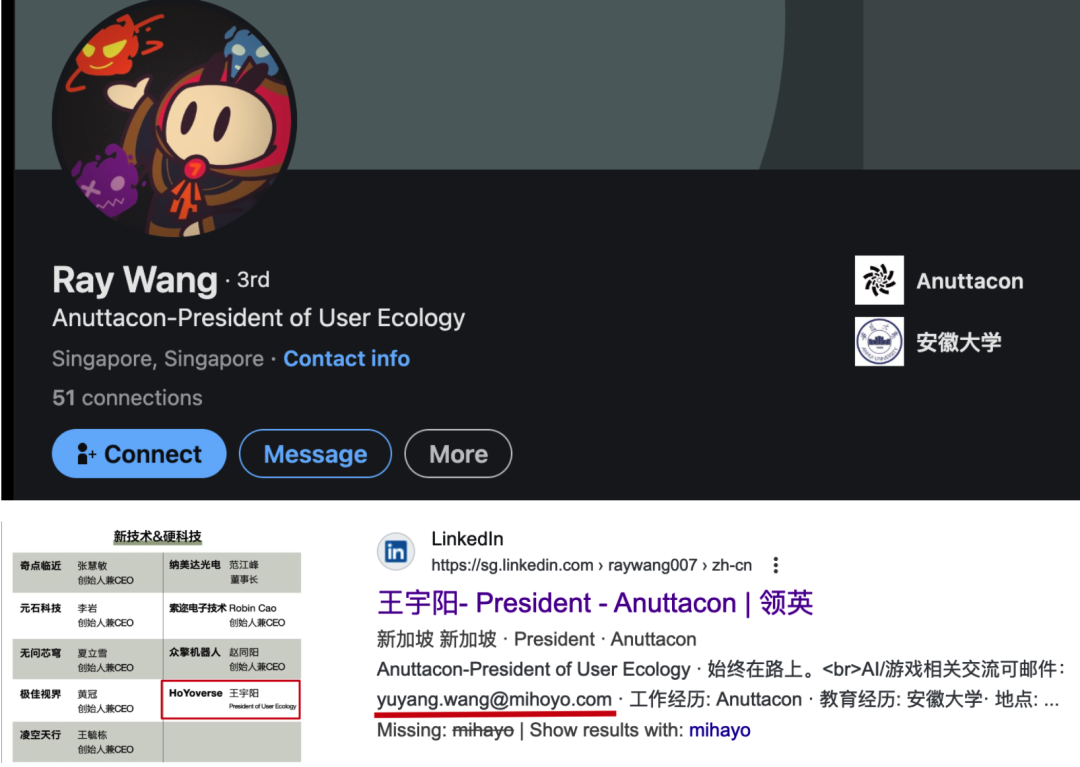 Ray Wang · 3rd
Anuttacon-President of User Ecology
Singapore, Singapore · Contact info
51 connections
Connect
Message
More
Anuttacon
安徽大学
新技术&硬科技
奇点临近 张慧敏
创始人兼CEO
纳美达光电 范江峰
董事长
元石科技 李岩
创始人兼CEO
索迩电子技术 Robin Cao
创始人兼CEO
无问芯穹 夏立雪
创始人兼CEO
众擎机器人 赵同阳
创始人兼CEO
极佳视界 黄冠
创始人兼CEO
HoYoverse 王宇阳
President of User Ecology
凌空天行 王毓栋
创始人兼CEO
in
LinkedIn
https://sg.linkedin.com › raywang007 › zh-cn
王宇阳- President - Anuttacon | 领英
新加坡 新加坡 · President · Anuttacon
Anuttacon-President of User Ecology · 始终在路上。<br>AI/游戏相关交流可邮件：
yuyang.wang@mihoyo.com · 工作经历: Anuttacon · 教育经历: 安徽大学· 地点: ...
Missing: mihayo | Show results with: mihayo